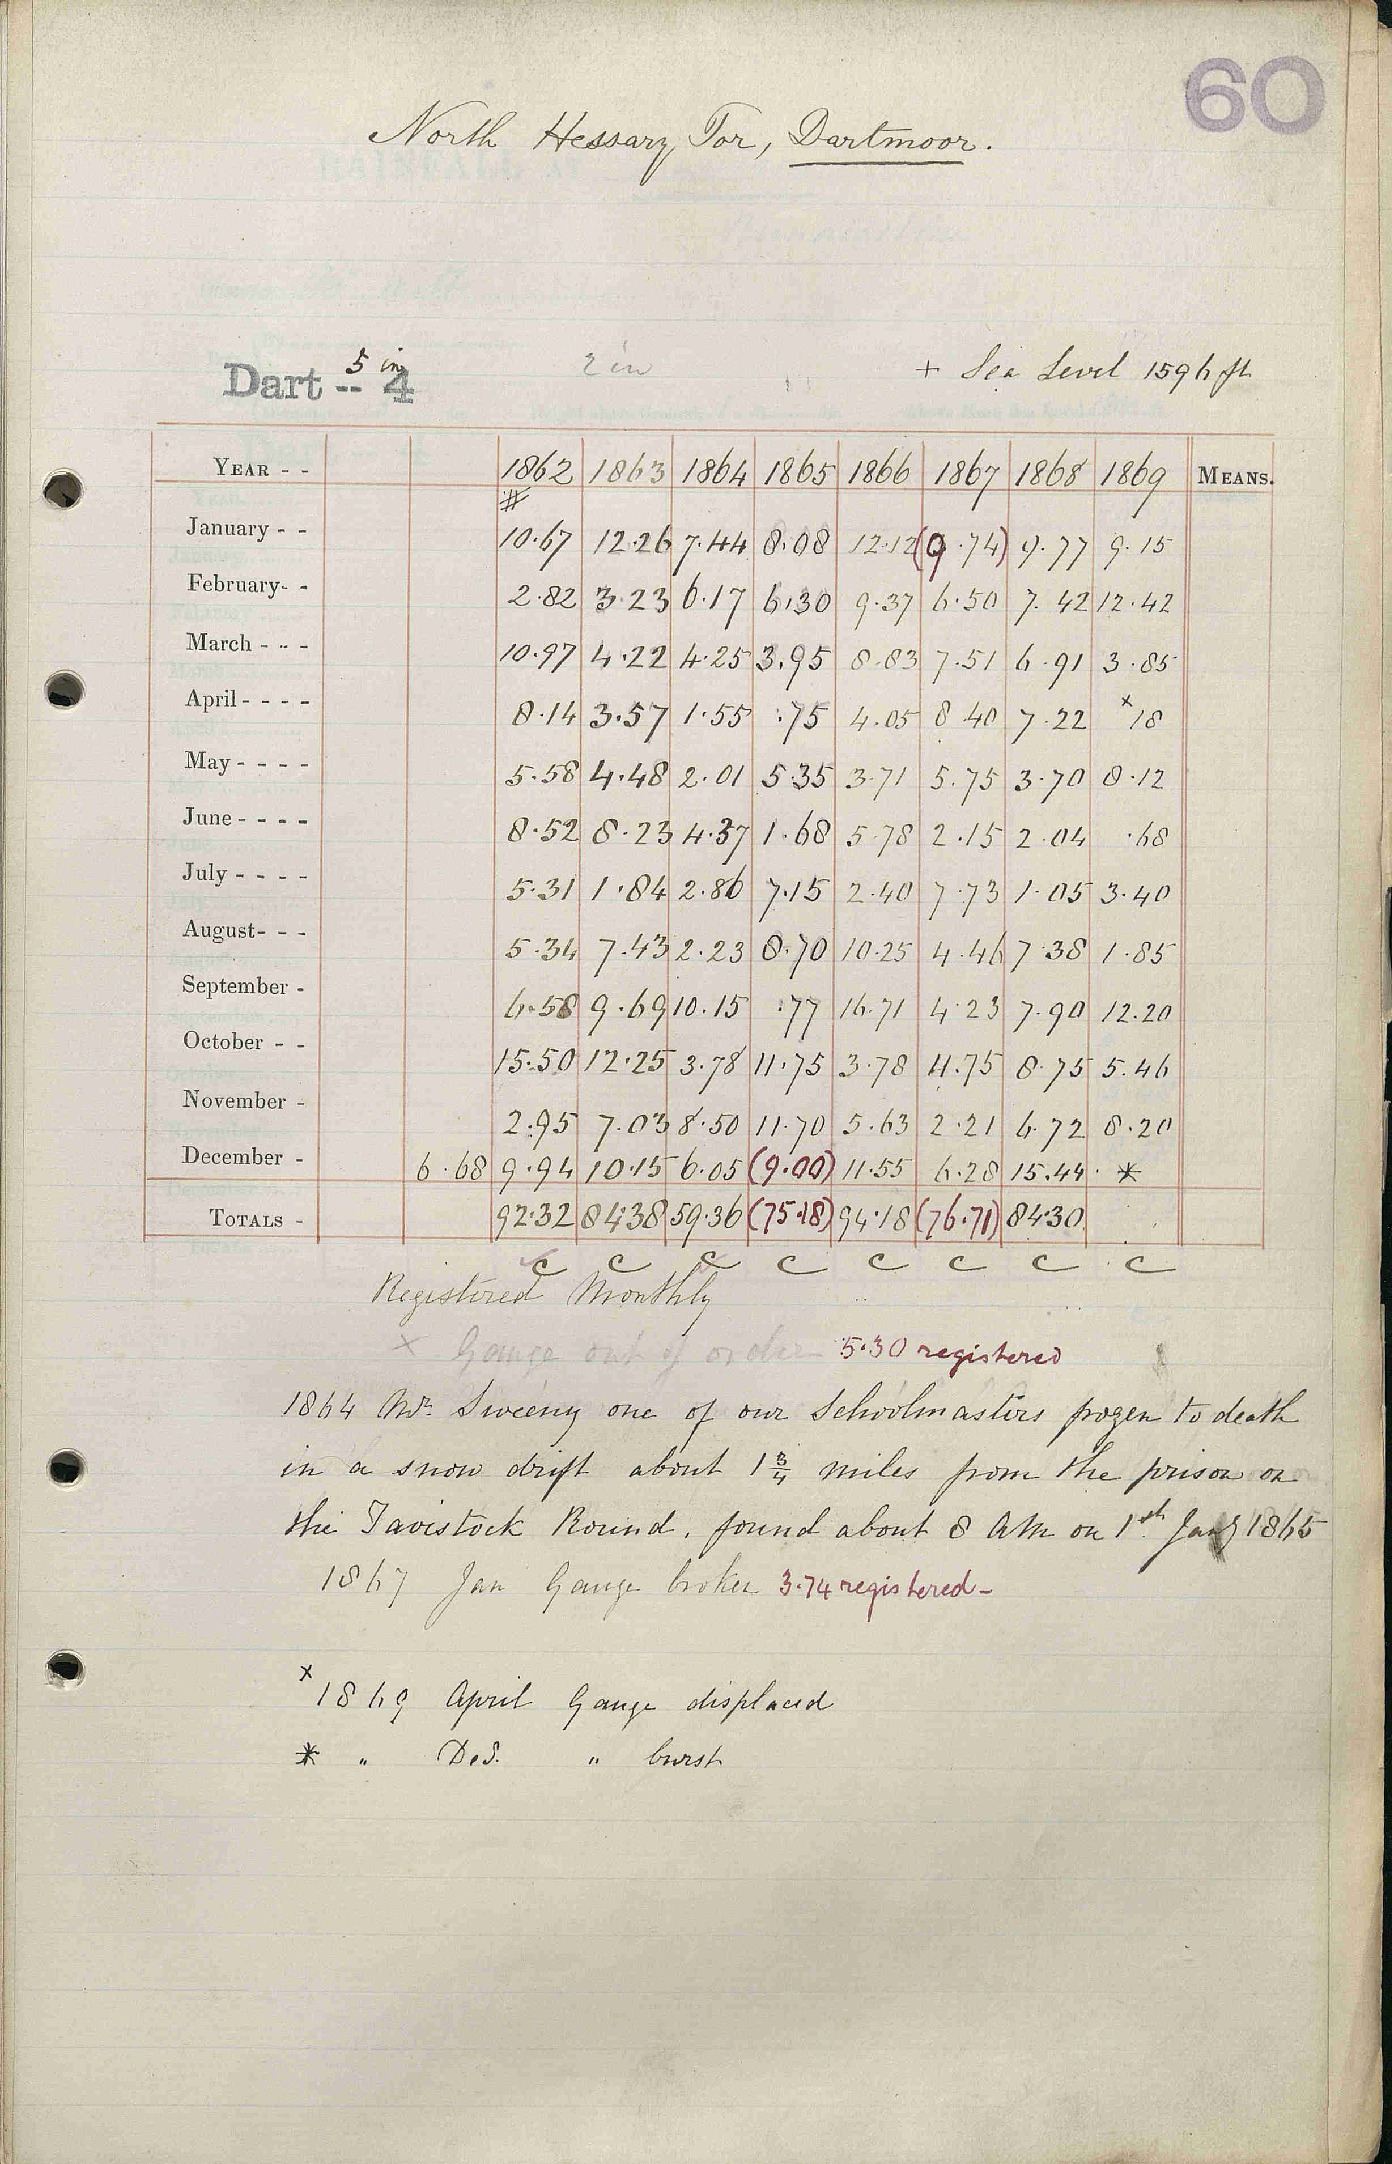 60
North Hessary Tor, Dartmoor.
5 in 2 in + Sea Level 1596 ft
Dart -- 4
YEAR - - 1862 1863 1864 1865 1866 1867 1868 1869 MEANS.
#
January - - 10.67 12.26 7.44 8.08 12.12 (9.74) 9.77 9.15
February- - 2.82 3.23 6.17 6.30 9.37 6.50 7.42 12.42
March - - - 10.97 4.22 4.25 3.95 8.83 7.51 6.91 3.85
April - - - - 8.14 3.57 1.55 .75 4.05 8.40 7.22 x18
May - - - - 5.58 4.48 2.01 5.35 3.71 5.75 3.70 8.12
June - - - - 8.52 8.23 4.37 1.68 5.78 2.15 2.04 .68
July - - - - 5.31 1.84 2.86 7.15 2.40 7.73 1.05 3.40
August- - - 5.34 7.43 2.23 8.70 10.25 4.46 7.38 1.85
September - 6.58 9.69 10.15 .77 16.71 4.23 7.90 12.20
October - - 15.50 12.25 3.78 11.75 3.78 11.75 8.75 5.46
November - 2.95 7.03 8.50 11.70 5.63 2.21 6.72 8.20
December - 6.68 9.94 10.15 6.05 (9.00) 11.55 6.28 15.44 *
TOTALS - 92.32 84.38 59.36 (75.18) 94.18 (76.71) 84.30
C C C C C C C C
Registered Monthly
x Gauge out of order 5.30 registered
1864 Mr. Sweeny one of our Schoolmasters frozen to death
in a snow drift about 1 3/4 miles from the prison on
the Tavistock Round, found about 8 AM on 1st Jany 1865
1867 Jan Gauge broken 3.74 registered -
x 1869 April Gauge displaced
* " Dec. " burst